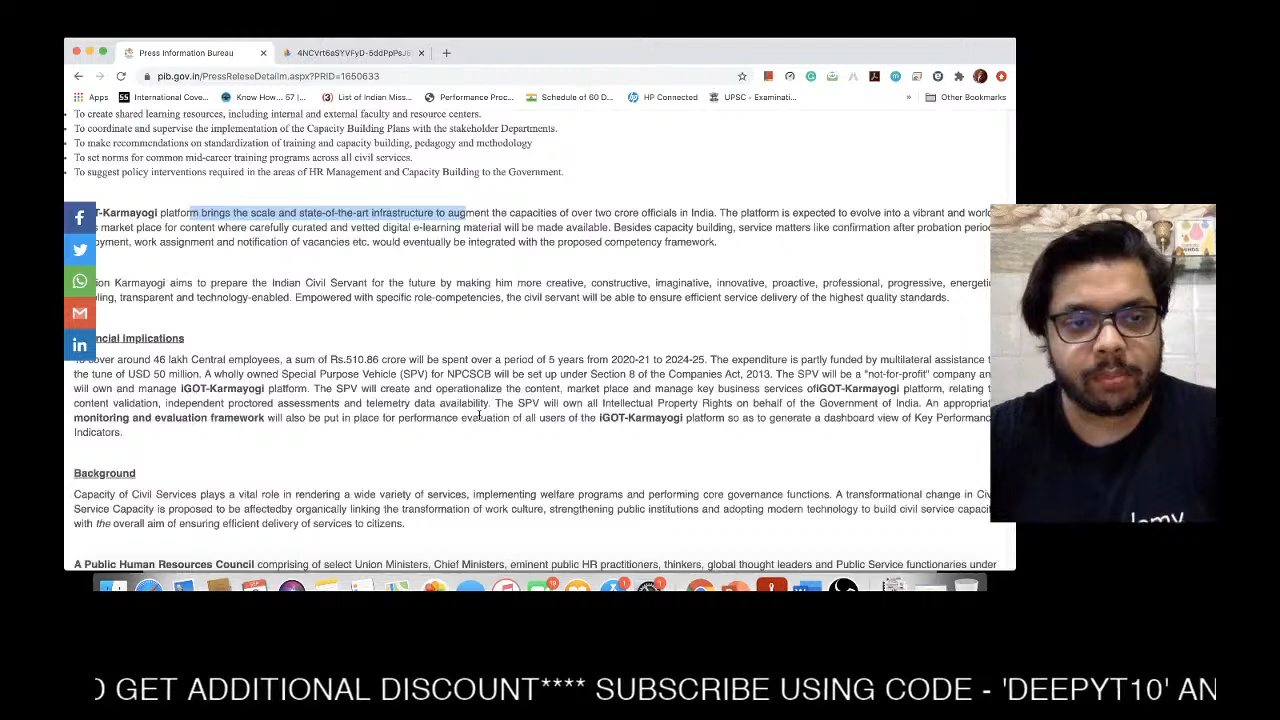 Press Information Bureau
4NCVrt6aSYVFyD-5ddPpPsJ6
pib.gov.in/PressReleseDetailm.aspx?PRID=1650633
Apps International Cove... Know How... 67 |... List of Indian Miss... Performance Proc... Schedule of 60 D... HP Connected UPSC - Examinati... » Other Bookmarks
To create shared learning resources, including internal and external faculty and resource centers.
To coordinate and supervise the implementation of the Capacity Building Plans with the stakeholder Departments.
To make recommendations on standardization of training and capacity building, pedagogy and methodology
To set norms for common mid-career training programs across all civil services.
To suggest policy interventions required in the areas of HR Management and Capacity Building to the Government.
T-Karmayogi platform brings the scale and state-of-the-art infrastructure to augment the capacities of over two crore officials in India. The platform is expected to evolve into a vibrant and world
market place for content where carefully curated and vetted digital e-learning material will be made available. Besides capacity building, service matters like confirmation after probation period
oyment, work assignment and notification of vacancies etc. would eventually be integrated with the proposed competency framework.
ion Karmayogi aims to prepare the Indian Civil Servant for the future by making him more creative, constructive, imaginative, innovative, proactive, professional, progressive, energetic
ling, transparent and technology-enabled. Empowered with specific role-competencies, the civil servant will be able to ensure efficient service delivery of the highest quality standards.
ncial implications
over around 46 lakh Central employees, a sum of Rs.510.86 crore will be spent over a period of 5 years from 2020-21 to 2024-25. The expenditure is partly funded by multilateral assistance t
the tune of USD 50 million. A wholly owned Special Purpose Vehicle (SPV) for NPCSCB will be set up under Section 8 of the Companies Act, 2013. The SPV will be a "not-for-profit" company an
will own and manage iGOT-Karmayogi platform. The SPV will create and operationalize the content, market place and manage key business services ofiGOT-Karmayogi platform, relating t
content validation, independent proctored assessments and telemetry data availability. The SPV will own all Intellectual Property Rights on behalf of the Government of India. An appropriat
monitoring and evaluation framework will also be put in place for performance evaluation of all users of the iGOT-Karmayogi platform so as to generate a dashboard view of Key Performanc
Indicators.
Background
Capacity of Civil Services plays a vital role in rendering a wide variety of services, implementing welfare programs and performing core governance functions. A transformational change in Civ
Service Capacity is proposed to be affectedby organically linking the transformation of work culture, strengthening public institutions and adopting modern technology to build civil service capaci
with the overall aim of ensuring efficient delivery of services to citizens.
A Public Human Resources Council comprising of select Union Ministers, Chief Ministers, eminent public HR practitioners, thinkers, global thought leaders and Public Service functionaries under
O GET ADDITIONAL DISCOUNT**** SUBSCRIBE USING CODE - 'DEEPYT10' AN